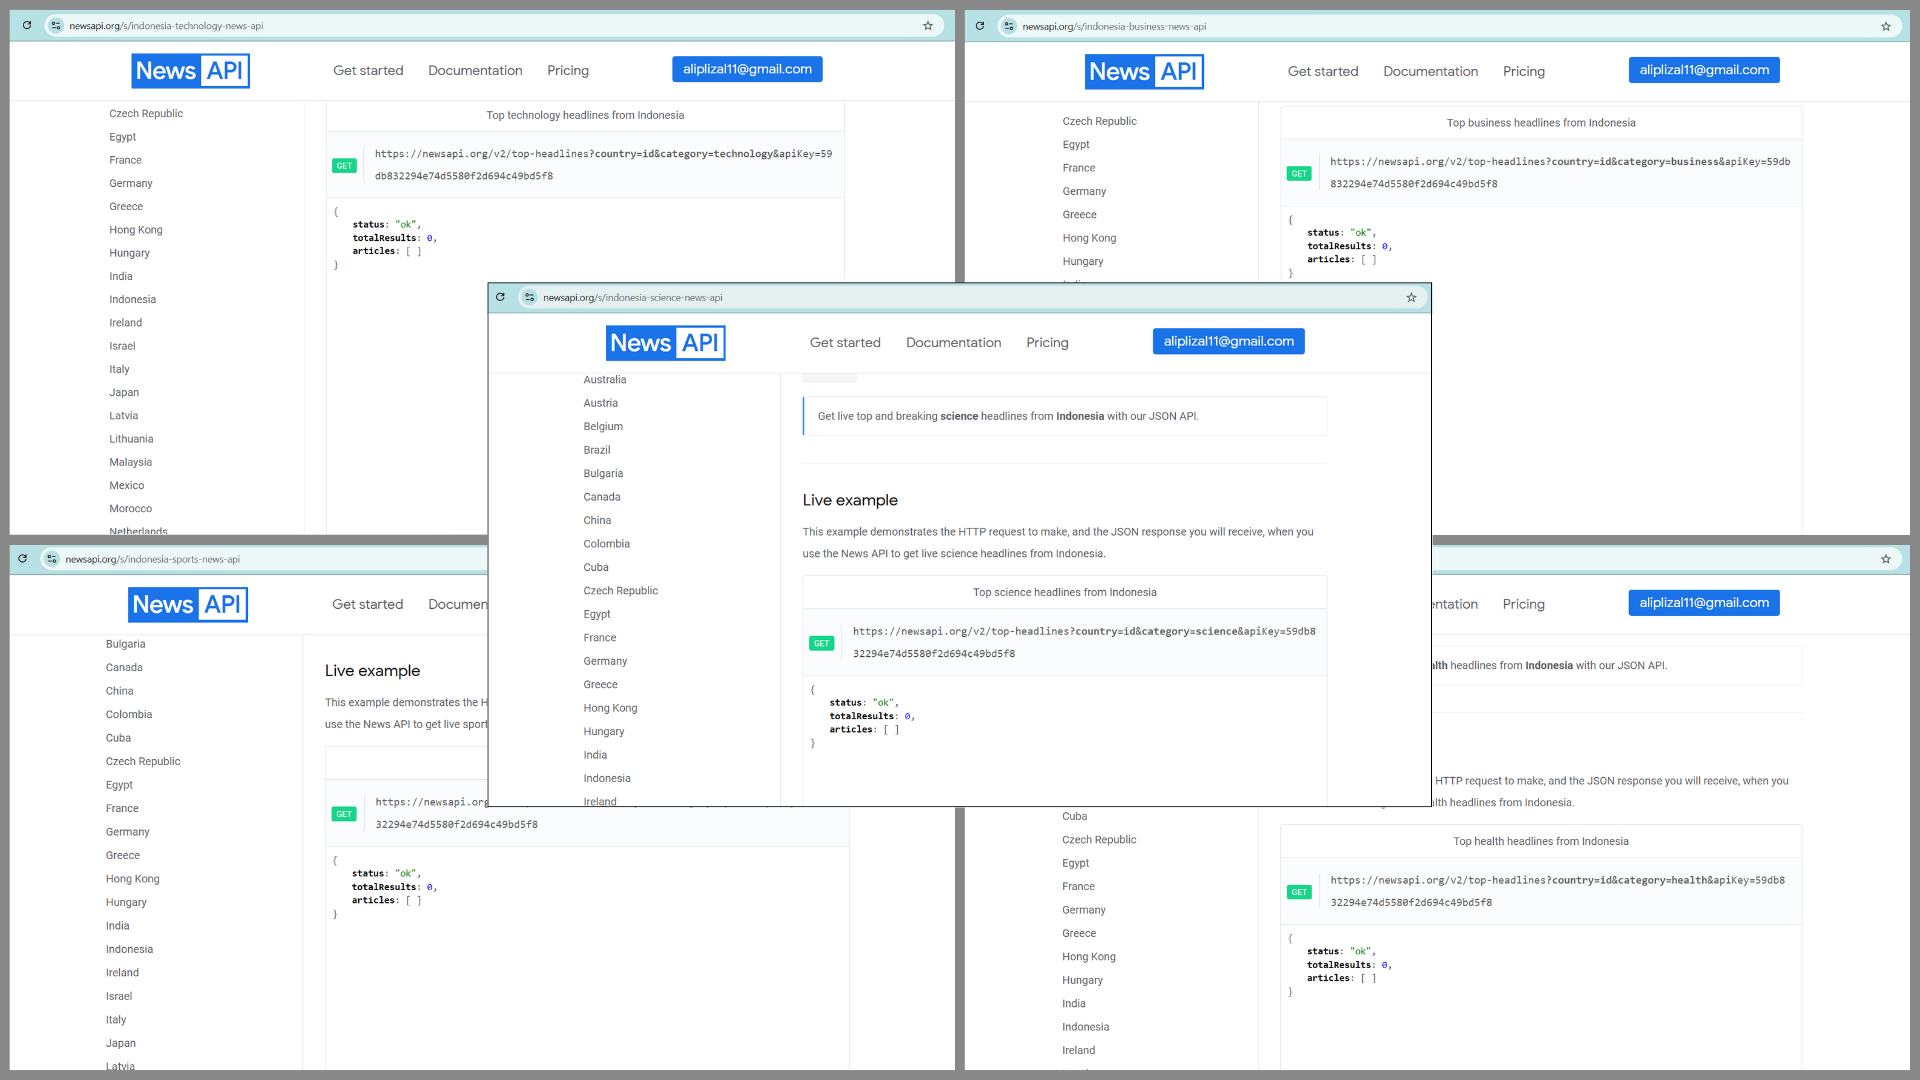 newsapi.org/s/indonesia-technology-news-api
News API
Get started
Documentation
Pricing
aliplizal11@gmail.com
Czech Republic
Egypt
France
Germany
Greece
Hong Kong
Hungary
India
Indonesia
Ireland
Israel
Italy
Japan
Latvia
Lithuania
Malaysia
Mexico
Morocco
Netherlands
Top technology headlines from Indonesia
GET
https://newsapi.org/v2/top-headlines?country=id&category=technology&apiKey=59
db832294e74d5580f2d694c49bd5f8
{
status: "ok",
totalResults: 0,
articles: [ ]
}
newsapi.org/s/indonesia-business-news-api
News API
Get started
Documentation
Pricing
aliplizal11@gmail.com
Czech Republic
Egypt
France
Germany
Greece
Hong Kong
Hungary
Top business headlines from Indonesia
GET
https://newsapi.org/v2/top-headlines?country=id&category=business&apiKey=59db
832294e74d5580f2d694c49bd5f8
{
status: "ok",
totalResults: 0,
articles: [ ]
}
newsapi.org/s/indonesia-science-news-api
News API
Get started
Documentation
Pricing
aliplizal11@gmail.com
Australia
Austria
Belgium
Brazil
Bulgaria
Canada
China
Colombia
Cuba
Czech Republic
Egypt
France
Germany
Greece
Hong Kong
Hungary
India
Indonesia
Ireland
Get live top and breaking science headlines from Indonesia with our JSON API.
Live example
This example demonstrates the HTTP request to make, and the JSON response you will receive, when you
use the News API to get live science headlines from Indonesia.
Top science headlines from Indonesia
GET
https://newsapi.org/v2/top-headlines?country=id&category=science&apiKey=59db8
32294e74d5580f2d694c49bd5f8
{
status: "ok",
totalResults: 0,
articles: [ ]
}
newsapi.org/s/indonesia-sports-news-api
News API
Get started
Documen
Bulgaria
Canada
China
Colombia
Cuba
Czech Republic
Egypt
France
Germany
Greece
Hong Kong
Hungary
India
Indonesia
Ireland
Israel
Italy
Japan
Latvia
Live example
This example demonstrates the H
use the News API to get live sport
GET
https://newsapi.org
32294e74d5580f2d694c49bd5f8
{
status: "ok",
totalResults: 0,
articles: [ ]
}
entation
Pricing
aliplizal11@gmail.com
lth headlines from Indonesia with our JSON API.
HTTP request to make, and the JSON response you will receive, when you
lth headlines from Indonesia.
Cuba
Czech Republic
Egypt
France
Germany
Greece
Hong Kong
Hungary
India
Indonesia
Ireland
Top health headlines from Indonesia
GET
https://newsapi.org/v2/top-headlines?country=id&category=health&apiKey=59db8
32294e74d5580f2d694c49bd5f8
{
status: "ok",
totalResults: 0,
articles: [ ]
}